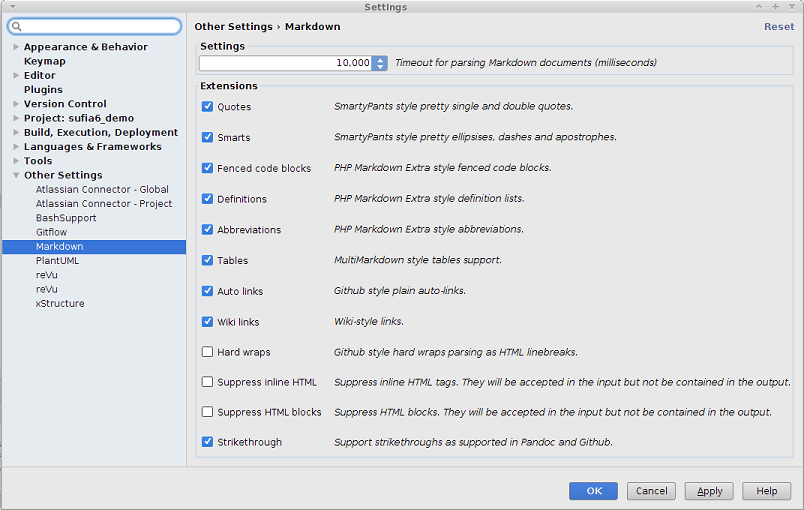 Settings
Other Settings › Markdown
Reset
Appearance & Behavior
Keymap
Editor
Plugins
Version Control
Project: sufia6_demo
Build, Execution, Deployment
Languages & Frameworks
Tools
Other Settings
Atlassian Connector - Global
Atlassian Connector - Project
BashSupport
Gitflow
Markdown
PlantUML
reVu
reVu
xStructure
Settings
10,000 Timeout for parsing Markdown documents (milliseconds)
Extensions
Quotes SmartyPants style pretty single and double quotes.
Smarts SmartyPants style pretty ellipsises, dashes and apostrophes.
Fenced code blocks PHP Markdown Extra style fenced code blocks.
Definitions PHP Markdown Extra style definition lists.
Abbreviations PHP Markdown Extra style abbreviations.
Tables MultiMarkdown style tables support.
Auto links Github style plain auto-links.
Wiki links Wiki-style links.
Hard wraps Github style hard wraps parsing as HTML linebreaks.
Suppress inline HTML Suppress inline HTML tags. They will be accepted in the input but not be contained in the output.
Suppress HTML blocks Suppress HTML blocks. They will be accepted in the input but not be contained in the output.
Strikethrough Support strikethroughs as supported in Pandoc and Github.
OK Cancel Apply Help